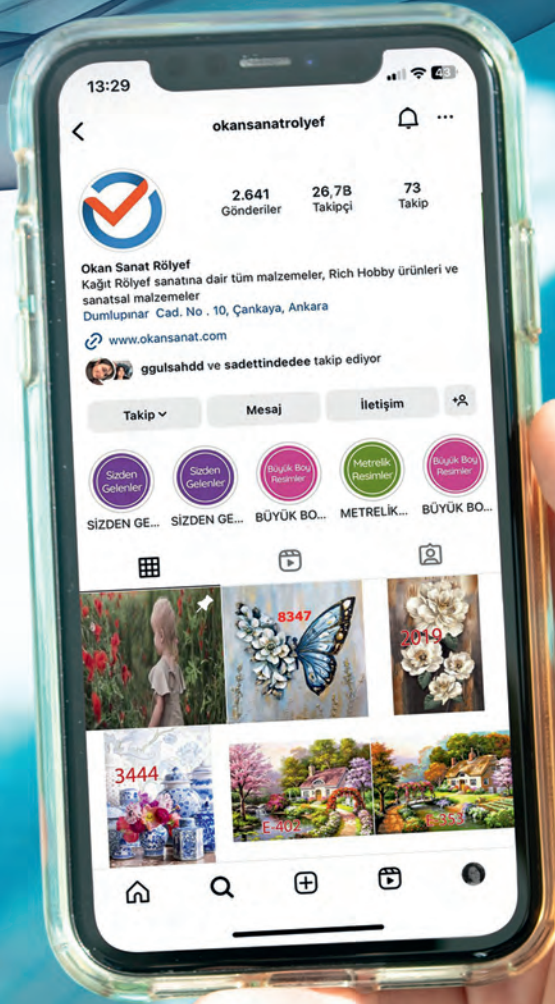 13:29
43
okansanatrolyef
2.641 26,7B 73
Gönderiler Takipçi Takip
Okan Sanat Rölyef
Kağıt Rölyef sanatına dair tüm malzemeler, Rich Hobby ürünleri ve
sanatsal malzemeler
Dumlupınar Cad. No . 10, Çankaya, Ankara
www.okansanat.com
ggulsahdd ve sadettindedee takip ediyor
Takip Mesaj İletişim
Sizden
Gelenler
Sizden
Gelenler
Büyük Boy
Resimler
Metrelik
Resimler
Büyük Boy
Resimler
SİZDEN GE... SİZDEN GE... BÜYÜK BO... METRELİK... BÜYÜK BO...
8347
2019
3444
E-402
E-353